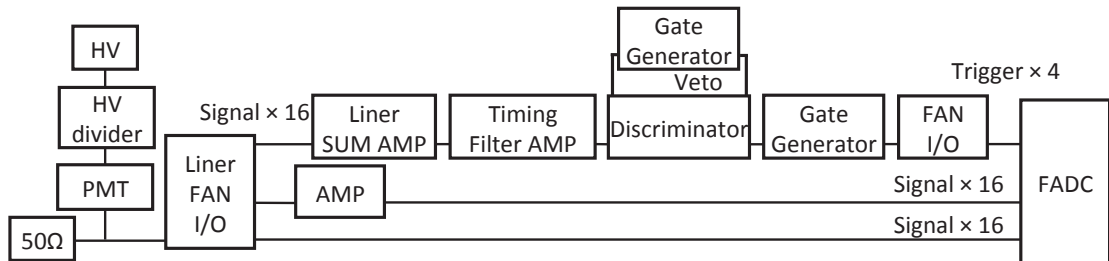 HV
HV
divider
PMT
50Ω
Liner
FAN
I/O
Signal × 16
Liner
SUM AMP
AMP
Timing
Filter AMP
Gate
Generator
Veto
Discriminator
Gate
Generator
FAN
I/O
Trigger × 4
Signal × 16
Signal × 16
FADC